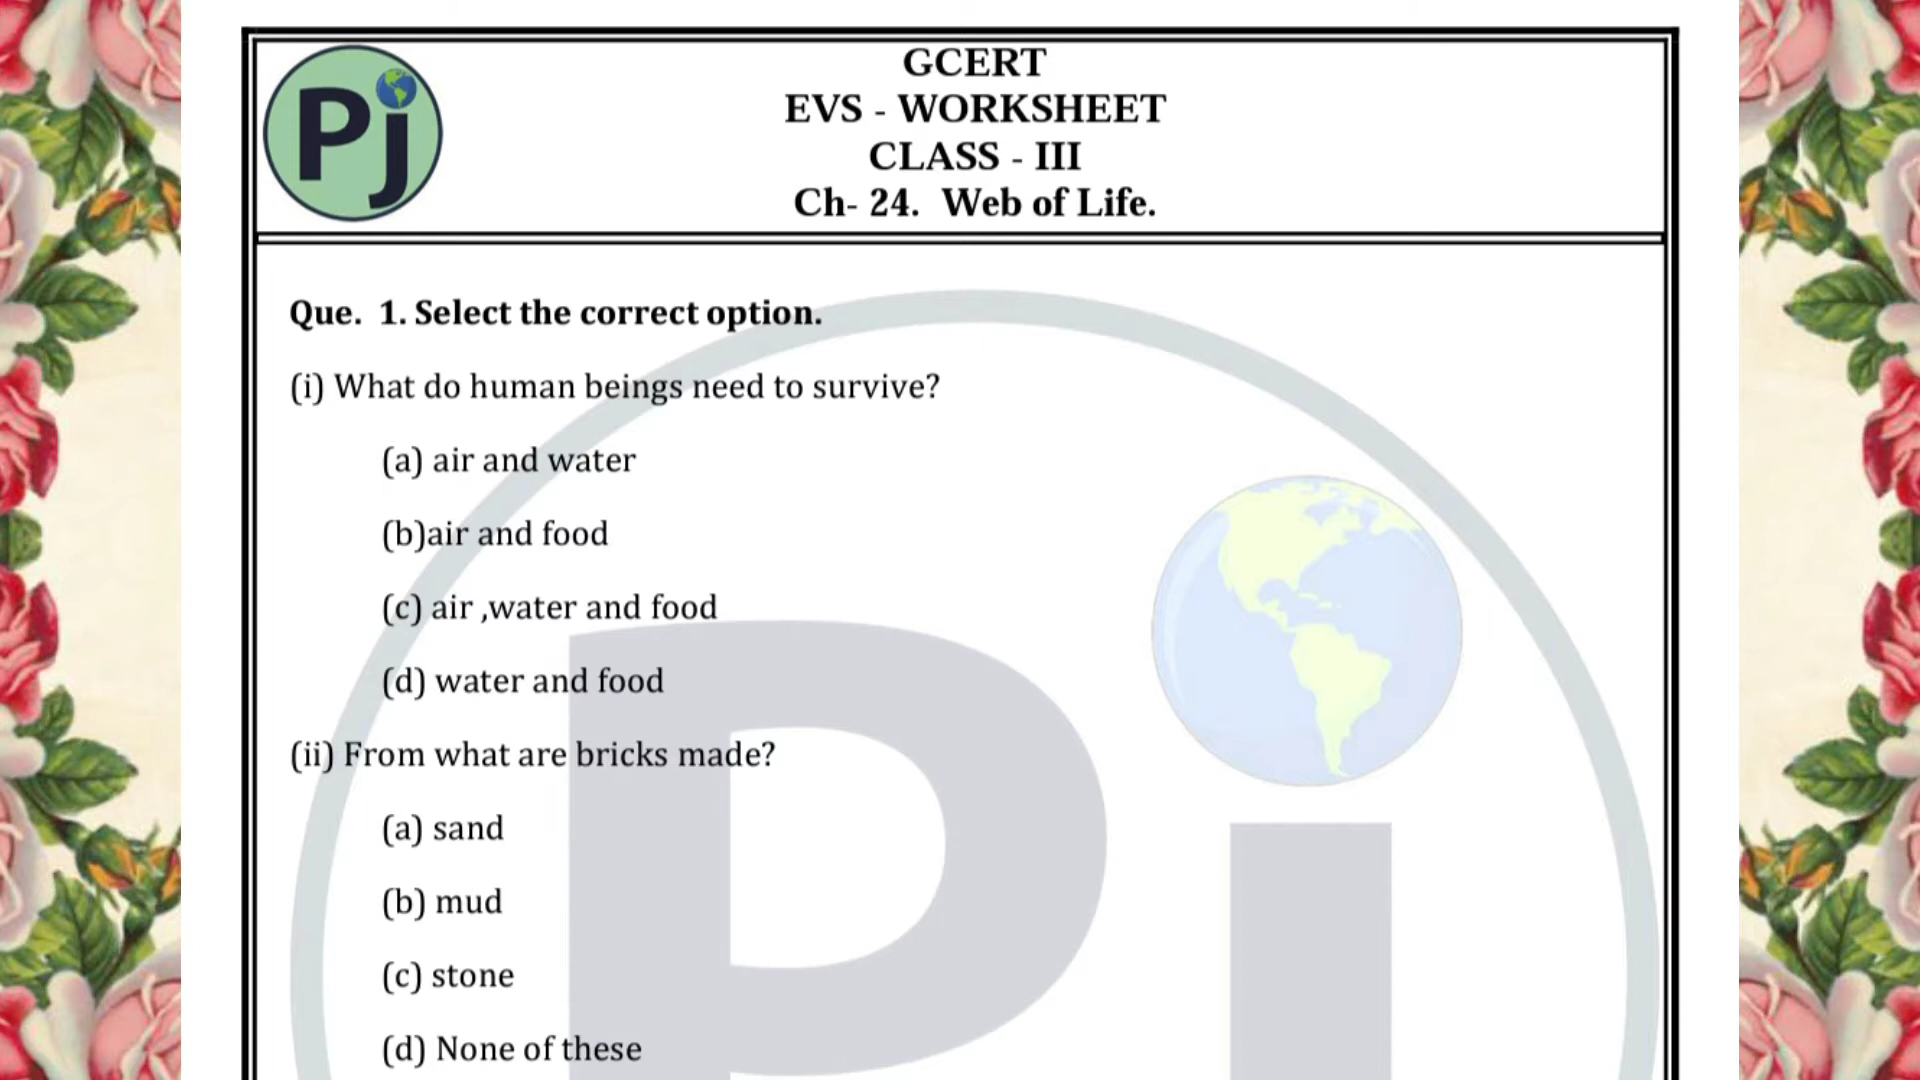 Pj
GCERT
EVS - WORKSHEET
CLASS - III
Ch- 24. Web of Life.
Que. 1. Select the correct option.
(i) What do human beings need to survive?
(a) air and water
(b)air and food
(c) air ,water and food
(d) water and food
(ii) From what are bricks made?
(a) sand
(b) mud
(c) stone
(d) None of these
Pj